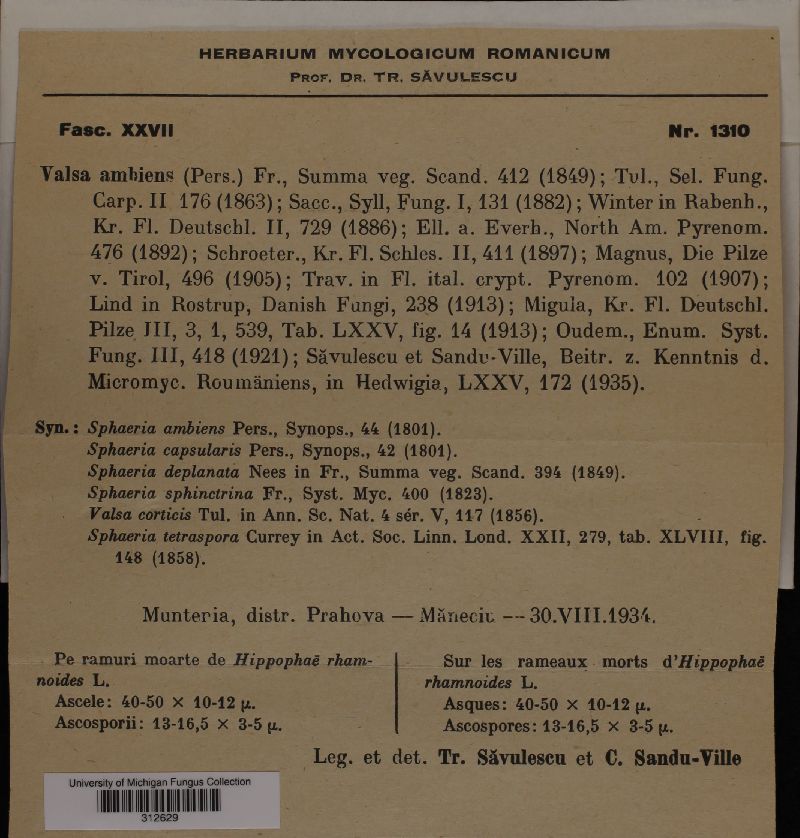 HERBARIUM MYCOLOGICUM ROMANICUM
PROF. DR. TR. SĂVULESCU
Fasc. XXVII Nr. 1310
Valsa ambiens (Pers.) Fr., Summa veg. Scand. 412 (1849); Tul., Sel. Fung.
Carp. II 176 (1863); Sacc., Syll, Fung. I, 131 (1882); Winter in Rabenh.,
Kr. Fl. Deutschl. II, 729 (1886); Ell. a. Everh., North Am. Pyrenom.
476 (1892); Schroeter., Kr. Fl. Schles. II, 411 (1897); Magnus, Die Pilze
v. Tirol, 496 (1905); Trav. in Fl. ital. crypt. Pyrenom. 102 (1907);
Lind in Rostrup, Danish Fungi, 238 (1913); Migula, Kr. Fl. Deutschl.
Pilze III, 3, 1, 539, Tab. LXXV, fig. 14 (1913); Oudem., Enum. Syst.
Fung. III, 418 (1921); Săvulescu et Sandu-Ville, Beitr. z. Kenntnis d.
Micromyc. Roumäniens, in Hedwigia, LXXV, 172 (1935).
Syn.: Sphaeria ambiens Pers., Synops., 44 (1801).
Sphaeria capsularis Pers., Synops., 42 (1801).
Sphaeria deplanata Nees in Fr., Summa veg. Scand. 394 (1849).
Sphaeria sphinctrina Fr., Syst. Myc. 400 (1823).
Valsa corticis Tul. in Ann. Sc. Nat. 4 sér. V, 117 (1856).
Sphaeria tetraspora Currey in Act. Soc. Linn. Lond. XXII, 279, tab. XLVIII, fig.
148 (1858).
Muntenia, distr. Prahova — Măneciu — 30.VIII.1934.
Pe ramuri moarte de Hippophaë rham-
noides L.
Ascele: 40-50 × 10-12 µ.
Ascosporii: 13-16,5 × 3-5 µ.
Sur les rameaux morts d'Hippophaë
rhamnoides L.
Asques: 40-50 × 10-12 µ.
Ascospores: 13-16,5 × 3-5 µ.
Leg. et det. Tr. Săvulescu et C. Sandu-Ville
University of Michigan Fungus Collection
312629